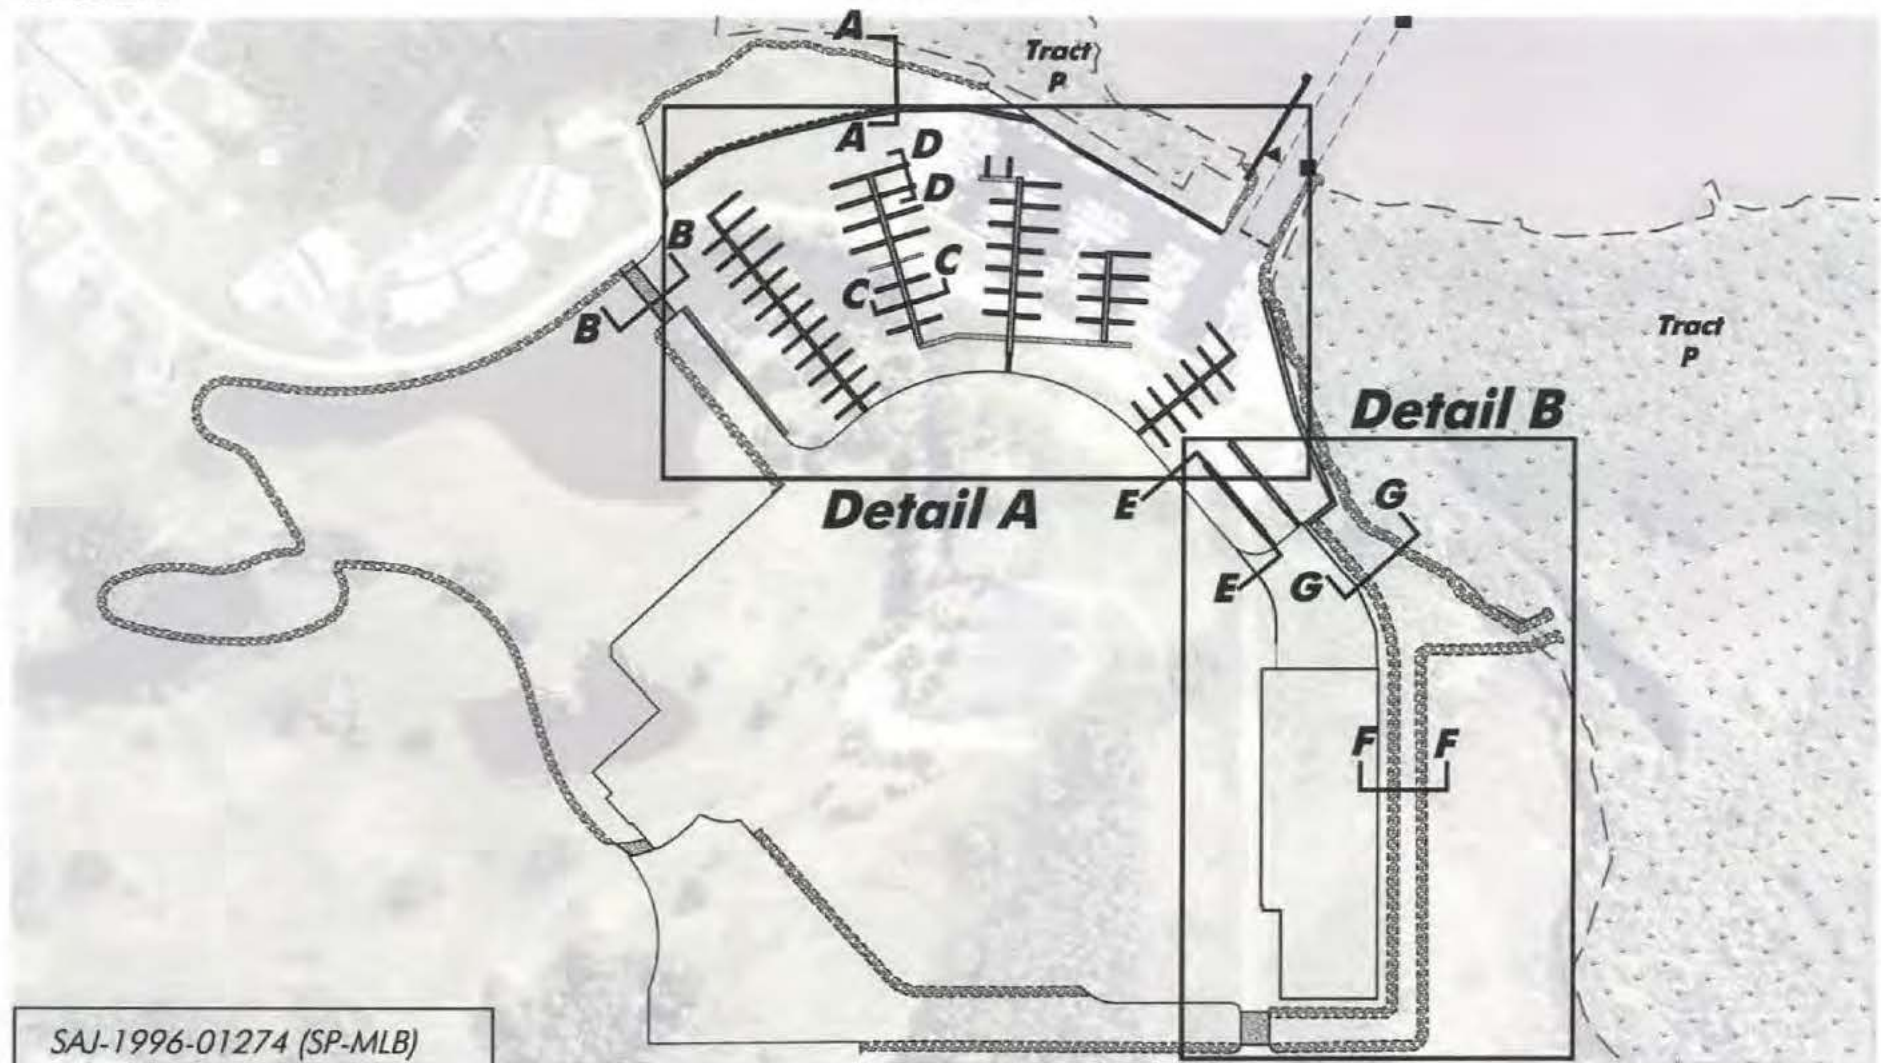 A
Tract
P
A
D
D
B
C
C
B
Tract
P
Detail B
Detail A
E
G
E
G
F
F
SAJ-1996-01274 (SP-MLB)